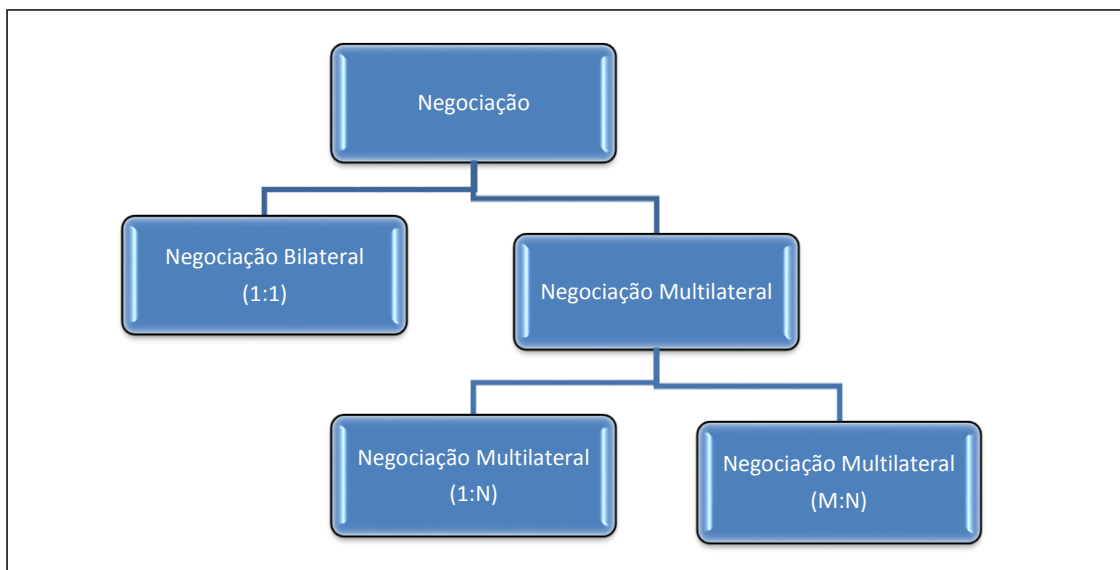 Negociação
Negociação Bilateral
(1:1)
Negociação Multilateral
Negociação Multilateral
(1:N)
Negociação Multilateral
(M:N)